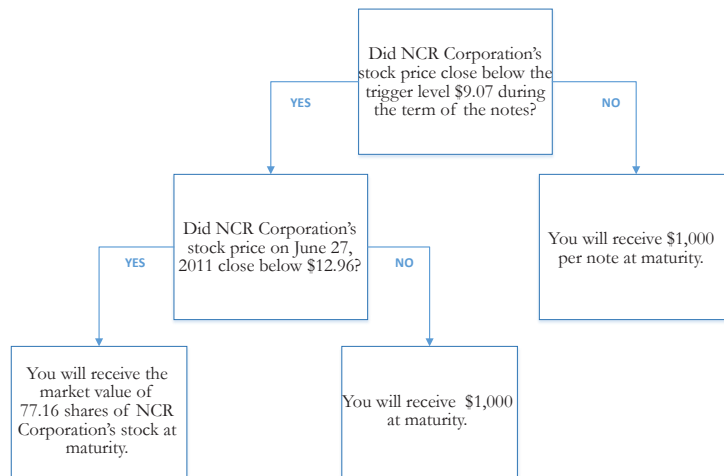 Did NCR Corporation's
stock price close below the
trigger level $9.07 during
the term of the notes?
YES
NO
Did NCR Corporation's
stock price on June 27,
2011 close below $12.96?
You will receive $1,000
per note at maturity.
YES
NO
You will receive the
market value of
77.16 shares of NCR
Corporation's stock at
maturity.
You will receive $1,000
at maturity.